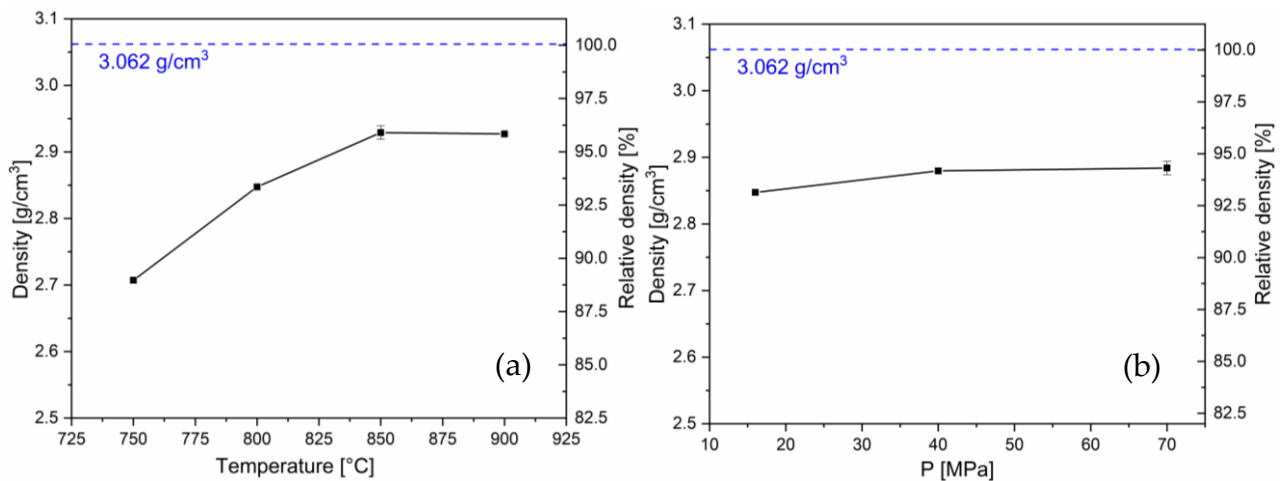 3.1
3.0
2.9
2.8
2.7
2.6
2.5
Density [g/cm³]
3.062 g/cm³
100.0
97.5
95.0
92.5
90.0
87.5
85.0
82.5
Relative density [%]
(a)
725 750 775 800 825 850 875 900 925
Temperature [°C]
3.1
3.0
2.9
2.8
2.7
2.6
2.5
Density [g/cm³]
3.062 g/cm³
100.0
97.5
95.0
92.5
90.0
87.5
85.0
82.5
Relative density [%]
(b)
10 20 30 40 50 60 70
P [MPa]